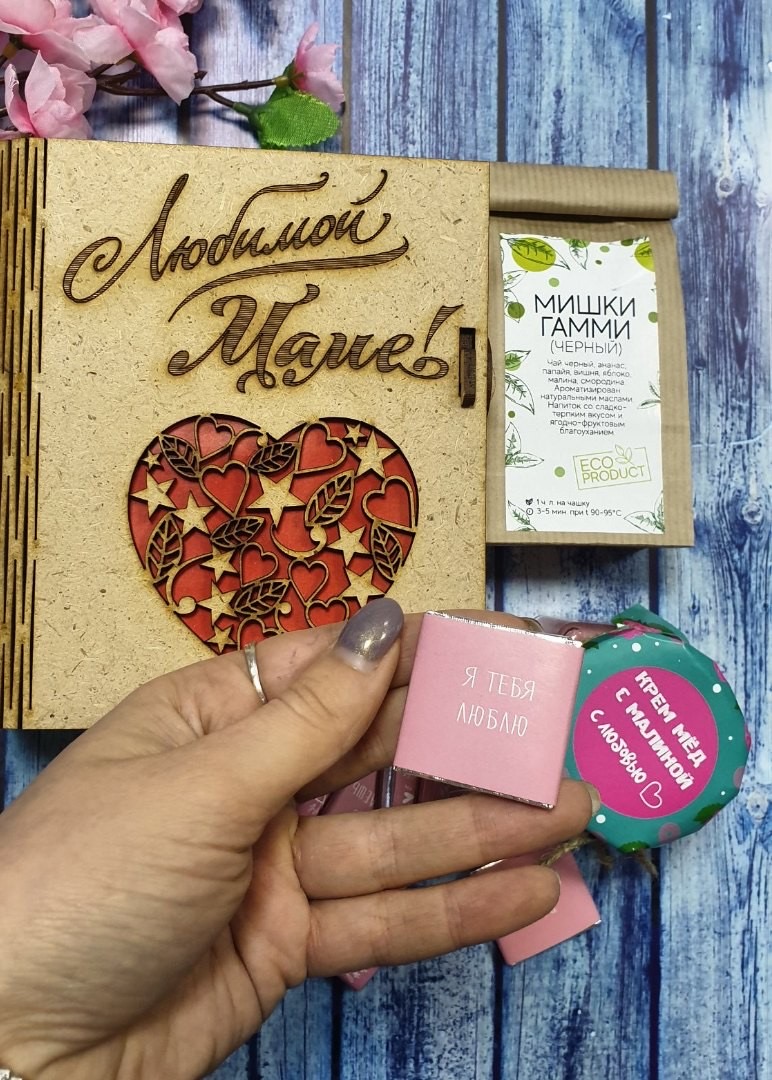 Любимой
Маме!
МИШКИ
ГАММИ
(ЧЕРНЫЙ)
Чай черный, ананас,
папайя, вишня, яблоко,
малина, смородина.
Ароматизирован
натуральными маслами.
Напиток со сладко-
терпким вкусом и
ягодно-фруктовым
благоуханием.
ECO
PRODUCT
1 ч. л. на чашку
3-5 мин. при t 90-95°C
Я ТЕБЯ
ЛЮБЛЮ
КРЕМ МЁД
С МАЛИНОЙ
С ЛЮБОВЬЮ